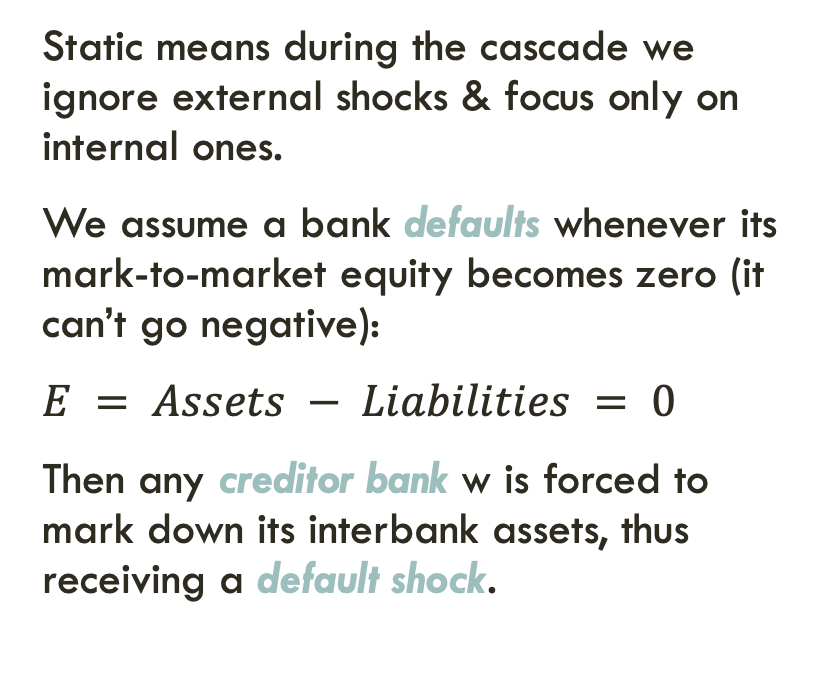 Static means during the cascade we
ignore external shocks & focus only on
internal ones.
We assume a bank defaults whenever its
mark-to-market equity becomes zero (it
can’t go negative):
E = Assets − Liabilities = 0
Then any creditor bank w is forced to
mark down its interbank assets, thus
receiving a default shock.